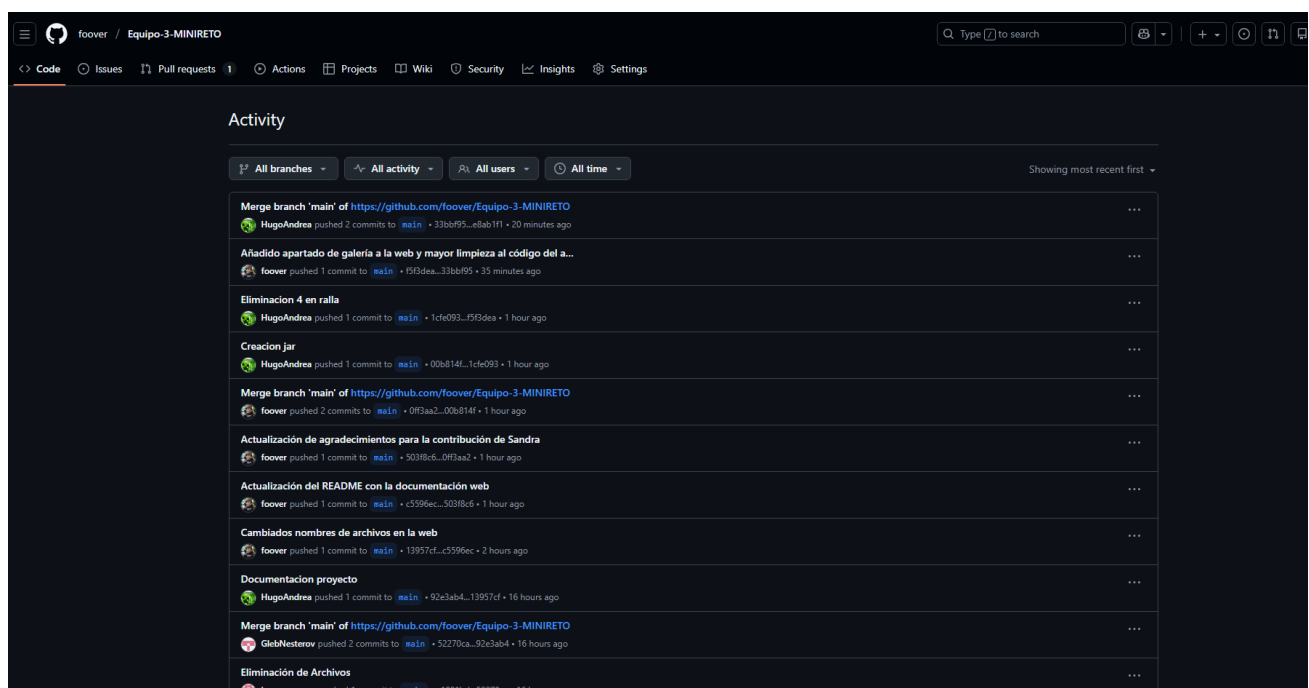 foover / Equipo-3-MINIRETO
Type / to search
Code Issues Pull requests 1 Actions Projects Wiki Security Insights Settings
Activity
All branches All activity All users All time
Showing most recent first
Merge branch 'main' of https://github.com/foover/Equipo-3-MINIRETO
HugoAndrea pushed 2 commits to main • 33bbf95...e8ab1f1 • 20 minutes ago
Añadido apartado de galería a la web y mayor limpieza al código del a...
foover pushed 1 commit to main • f5f3dea...33bbf95 • 35 minutes ago
Eliminacion 4 en ralla
HugoAndrea pushed 1 commit to main • 1cfe093...f5f3dea • 1 hour ago
Creacion jar
HugoAndrea pushed 1 commit to main • 00b814f...1cfe093 • 1 hour ago
Merge branch 'main' of https://github.com/foover/Equipo-3-MINIRETO
foover pushed 2 commits to main • 0ff3aa2...00b814f • 1 hour ago
Actualización de agradecimientos para la contribución de Sandra
foover pushed 1 commit to main • 503f8c6...0ff3aa2 • 1 hour ago
Actualización del README con la documentación web
foover pushed 1 commit to main • c5596ec...503f8c6 • 1 hour ago
Cambiados nombres de archivos en la web
foover pushed 1 commit to main • 13957cf...c5596ec • 2 hours ago
Documentacion proyecto
HugoAndrea pushed 1 commit to main • 92e3ab4...13957cf • 16 hours ago
Merge branch 'main' of https://github.com/foover/Equipo-3-MINIRETO
GlebNesterov pushed 2 commits to main • 52270ca...92e3ab4 • 16 hours ago
Eliminación de Archivos